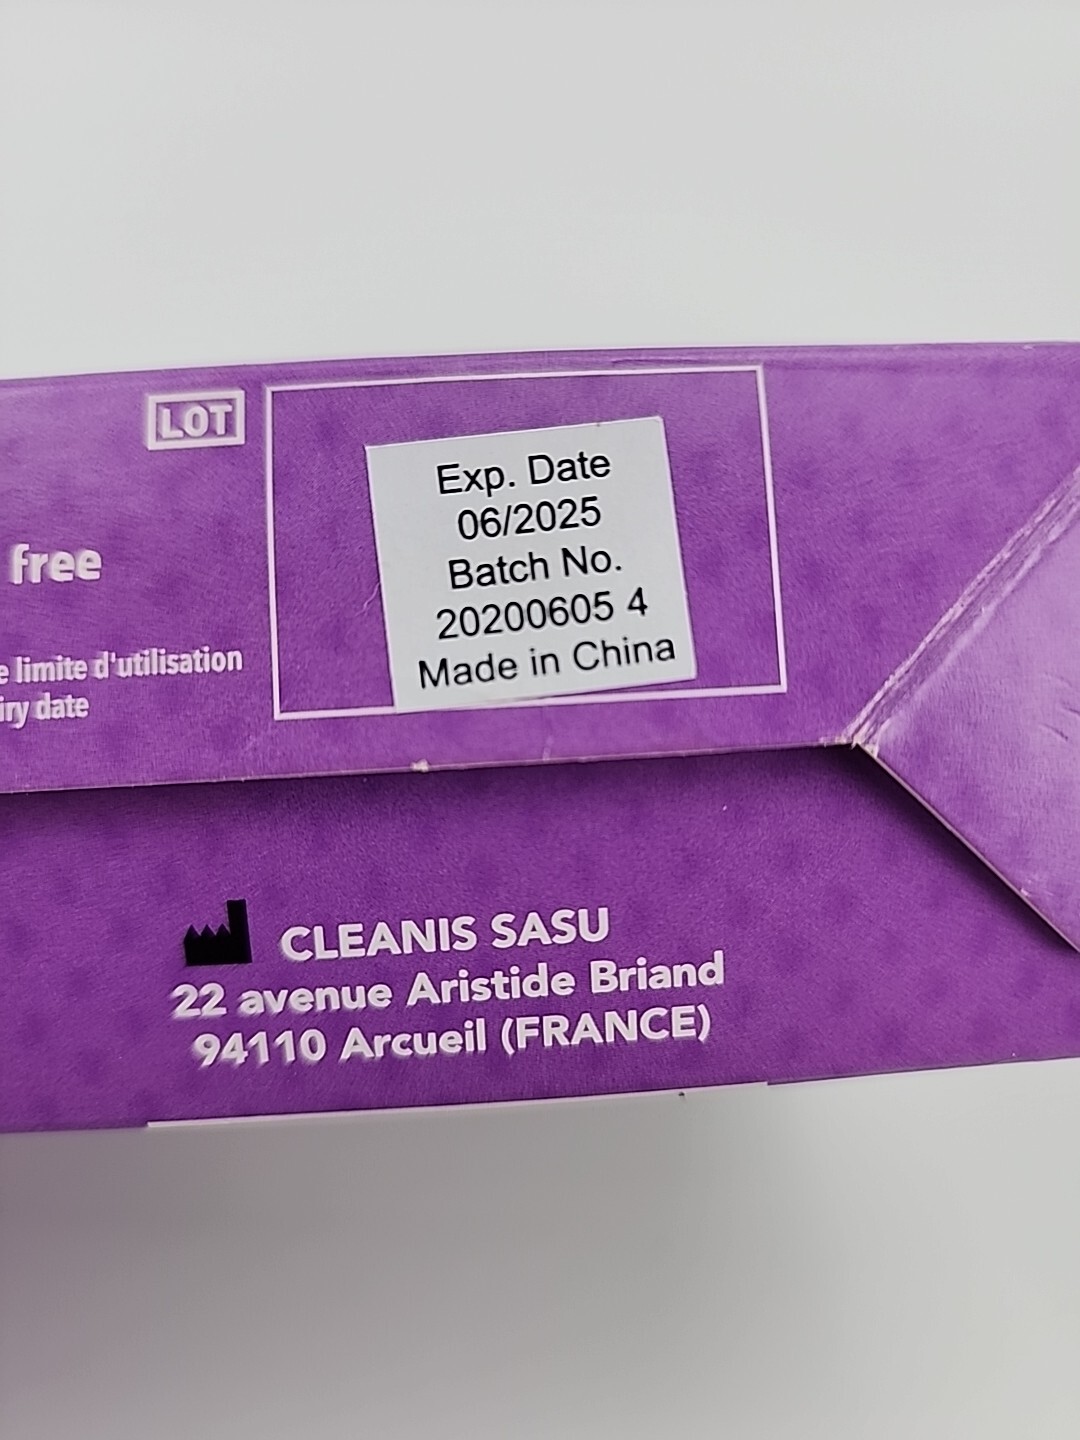 LOT
Exp. Date
06/2025
Batch No.
20200605 4
Made in China
free
limite d'utilisation
date
CLEANIS SASU
22 avenue Aristide Briand
94110 Arcueil (FRANCE)